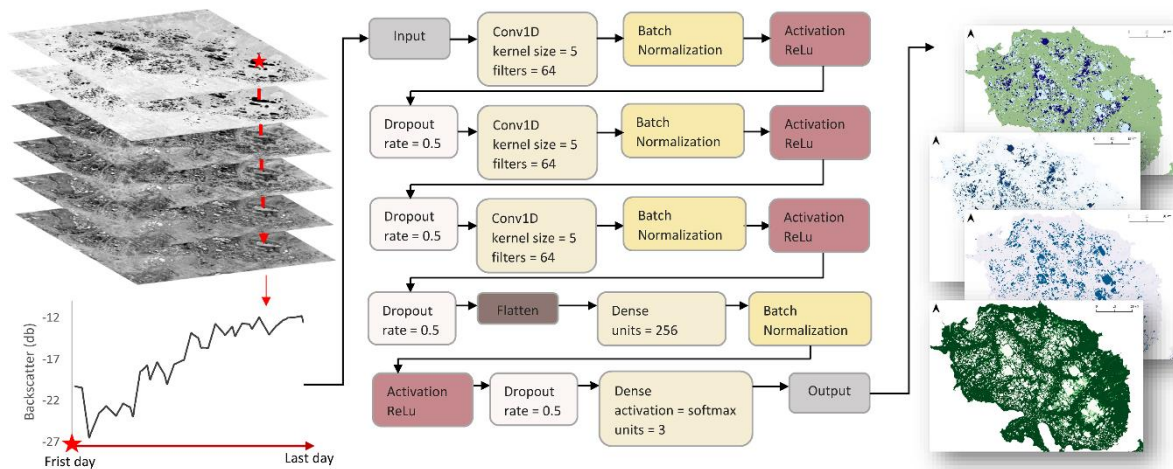 Input
Conv1D
kernel size = 5
filters = 64
Batch
Normalization
Activation
ReLu
Dropout
rate = 0.5
Conv1D
kernel size = 5
filters = 64
Batch
Normalization
Activation
ReLu
Dropout
rate = 0.5
Conv1D
kernel size = 5
filters = 64
Batch
Normalization
Activation
ReLu
Dropout
rate = 0.5
Flatten
Dense
units = 256
Batch
Normalization
Activation
ReLu
Dropout
rate = 0.5
Dense
activation = softmax
units = 3
Output
Backscatter (db)
-12
-17
-22
-27
Frist day
Last day